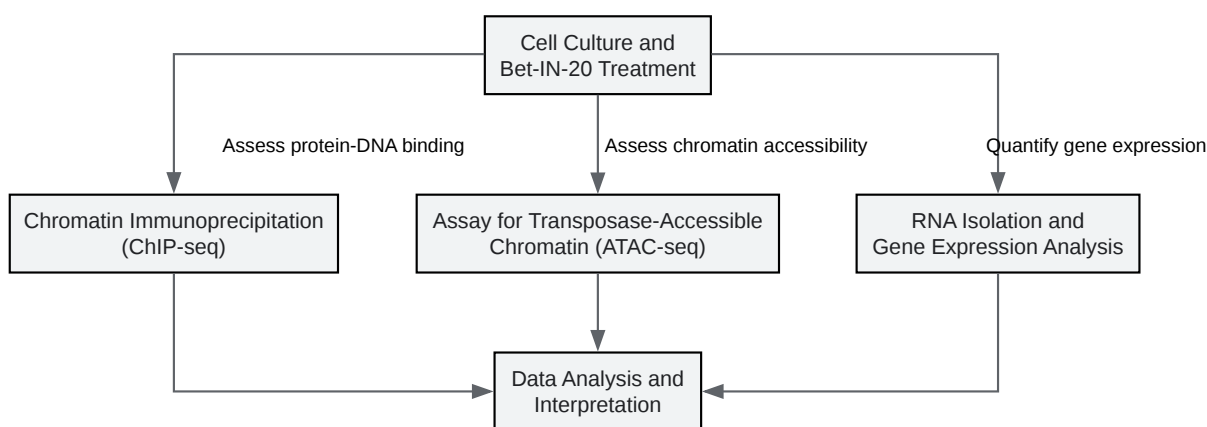 Cell Culture and
Bet-IN-20 Treatment
Assess protein-DNA binding
Assess chromatin accessibility
Quantify gene expression
Chromatin Immunoprecipitation
(ChIP-seq)
Assay for Transposase-Accessible
Chromatin (ATAC-seq)
RNA Isolation and
Gene Expression Analysis
Data Analysis and
Interpretation